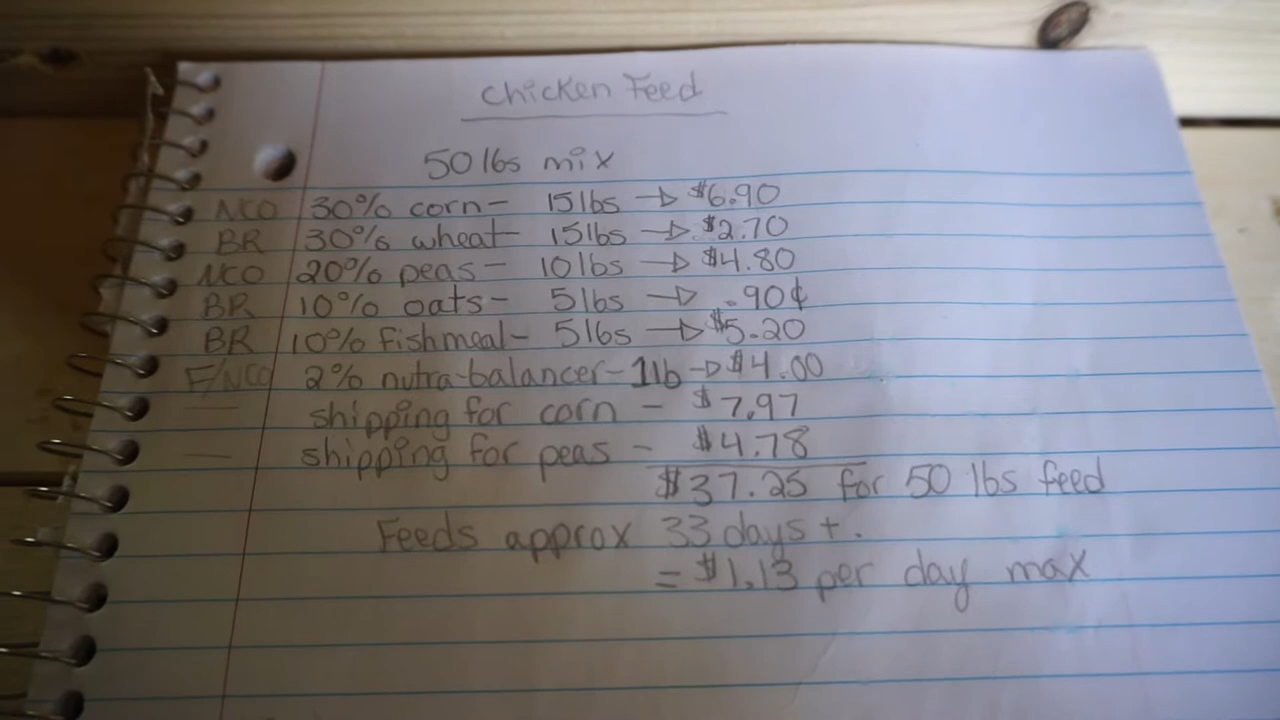 Chicken Feed
50 lbs mix
NCO 30% corn - 15 lbs → $6.90
BR 30% wheat - 15 lbs → $2.70
NCO 20% peas - 10 lbs → $4.80
BR 10% oats - 5 lbs → .90¢
BR 10% fishmeal - 5 lbs → $5.20
F/NCO 2% nutra-balancer - 1 lb → $4.00
— shipping for corn - $7.97
— shipping for peas - $4.78
$37.25 for 50 lbs feed
Feeds approx 33 days +.
= $1.13 per day max